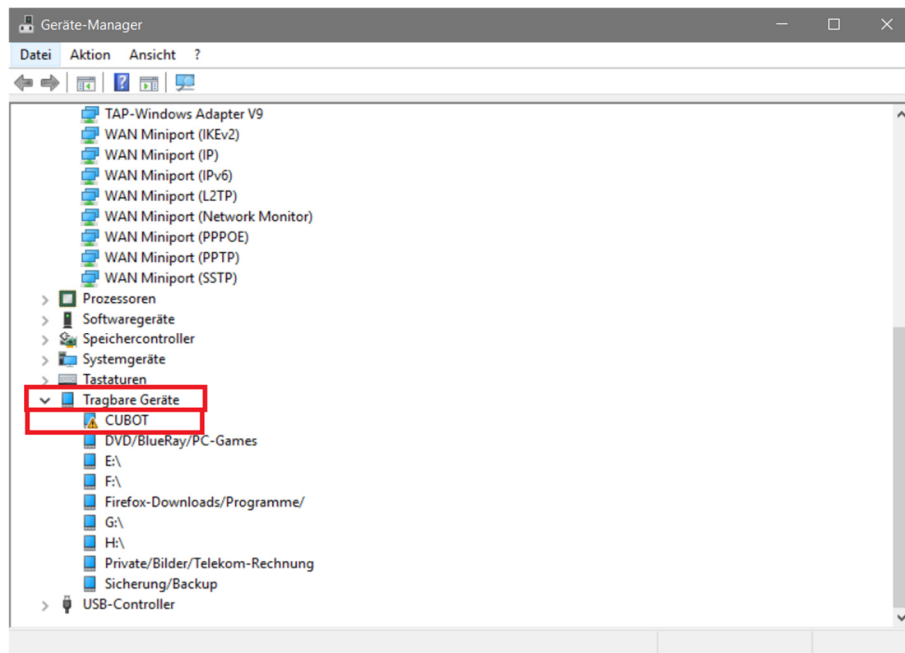 Geräte-Manager
Datei Aktion Ansicht ?
TAP-Windows Adapter V9
WAN Miniport (IKEv2)
WAN Miniport (IP)
WAN Miniport (IPv6)
WAN Miniport (L2TP)
WAN Miniport (Network Monitor)
WAN Miniport (PPPOE)
WAN Miniport (PPTP)
WAN Miniport (SSTP)
Prozessoren
Softwaregeräte
Speichercontroller
Systemgeräte
Tastaturen
Tragbare Geräte
CUBOT
DVD/BlueRay/PC-Games
E:\
F:\
Firefox-Downloads/Programme/
G:\
H:\
Private/Bilder/Telekom-Rechnung
Sicherung/Backup
USB-Controller